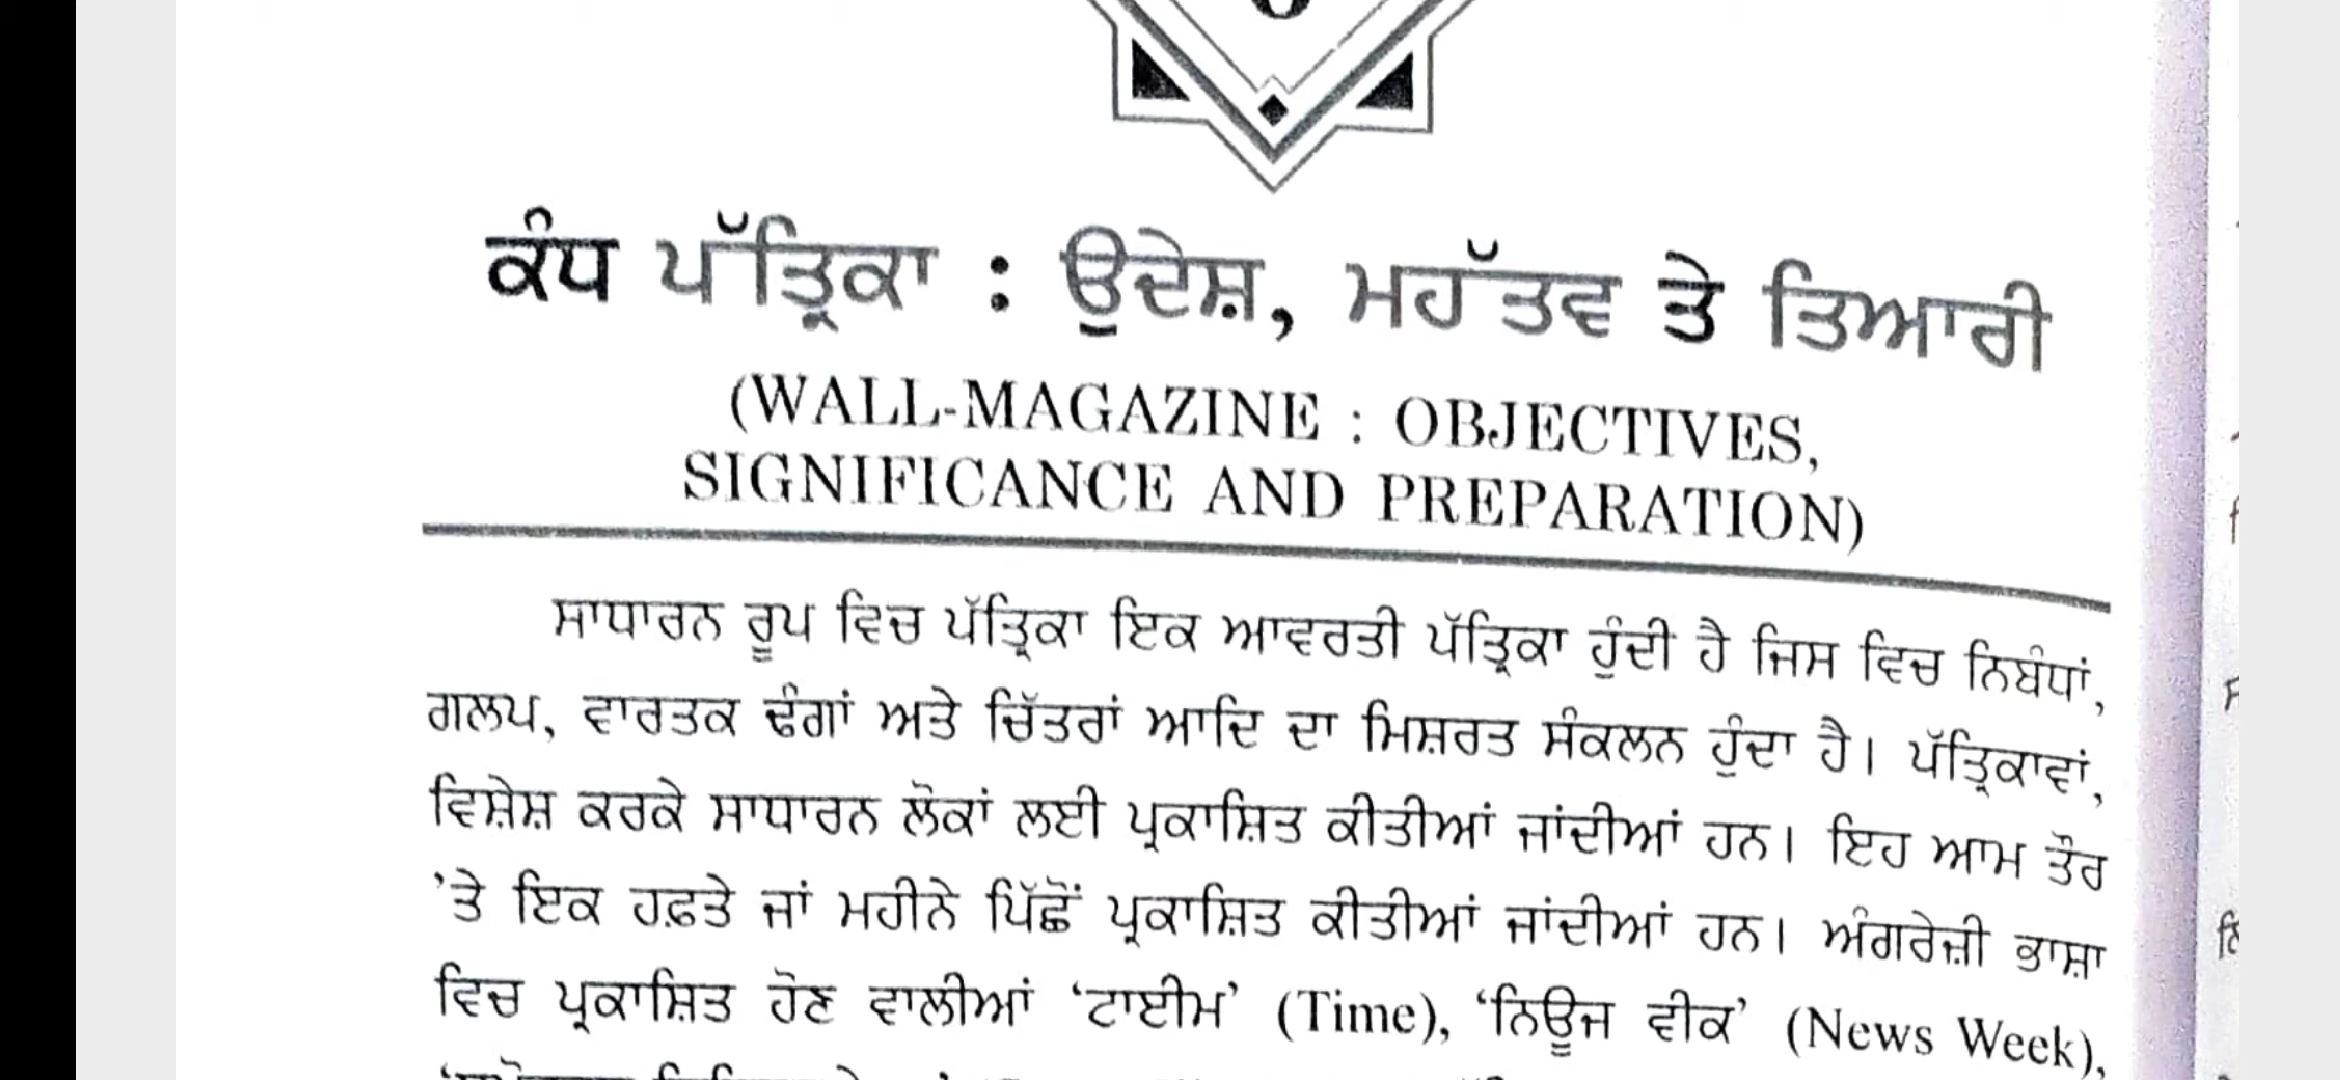 ਕੰਧ ਪੱਤ੍ਰਿਕਾ : ਉਦੇਸ਼, ਮਹੱਤਵ ਤੇ ਤਿਆਰੀ
(WALL-MAGAZINE : OBJECTIVES,
SIGNIFICANCE AND PREPARATION)
ਸਾਧਾਰਨ ਰੂਪ ਵਿਚ ਪੱਤ੍ਰਿਕਾ ਇਕ ਆਵਰਤੀ ਪੱਤ੍ਰਿਕਾ ਹੁੰਦੀ ਹੈ ਜਿਸ ਵਿਚ ਨਿਬੰਧਾਂ,
ਗਲਪ, ਵਾਰਤਕ ਢੰਗਾਂ ਅਤੇ ਚਿੱਤਰਾਂ ਆਦਿ ਦਾ ਮਿਸ਼ਰਤ ਸੰਕਲਨ ਹੁੰਦਾ ਹੈ। ਪੱਤ੍ਰਿਕਾਵਾਂ,
ਵਿਸ਼ੇਸ਼ ਕਰਕੇ ਸਾਧਾਰਨ ਲੋਕਾਂ ਲਈ ਪ੍ਰਕਾਸ਼ਿਤ ਕੀਤੀਆਂ ਜਾਂਦੀਆਂ ਹਨ। ਇਹ ਆਮ ਤੌਰ
’ਤੇ ਇਕ ਹਫ਼ਤੇ ਜਾਂ ਮਹੀਨੇ ਪਿੱਛੋਂ ਪ੍ਰਕਾਸ਼ਿਤ ਕੀਤੀਆਂ ਜਾਂਦੀਆਂ ਹਨ। ਅੰਗਰੇਜ਼ੀ ਭਾਸ਼ਾ
ਵਿਚ ਪ੍ਰਕਾਸ਼ਿਤ ਹੋਣ ਵਾਲੀਆਂ ‘ਟਾਈਮ’ (Time), ‘ਨਿਊਜ ਵੀਕ’ (News Week),